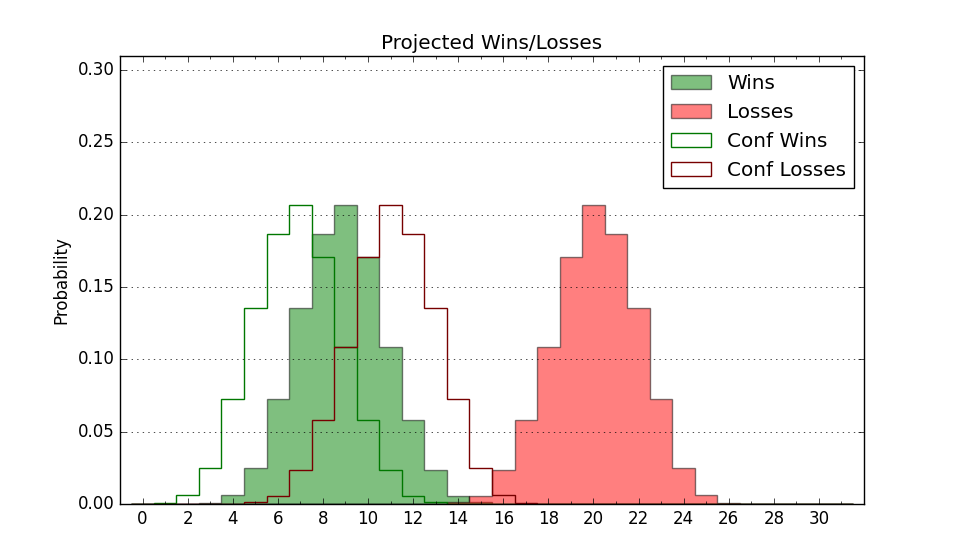 Projected Wins/Losses
0.30
0.25
0.20
0.15
0.10
0.05
0.00
Probability
Wins
Losses
Conf Wins
Conf Losses
0 2 4 6 8 10 12 14 16 18 20 22 24 26 28 30